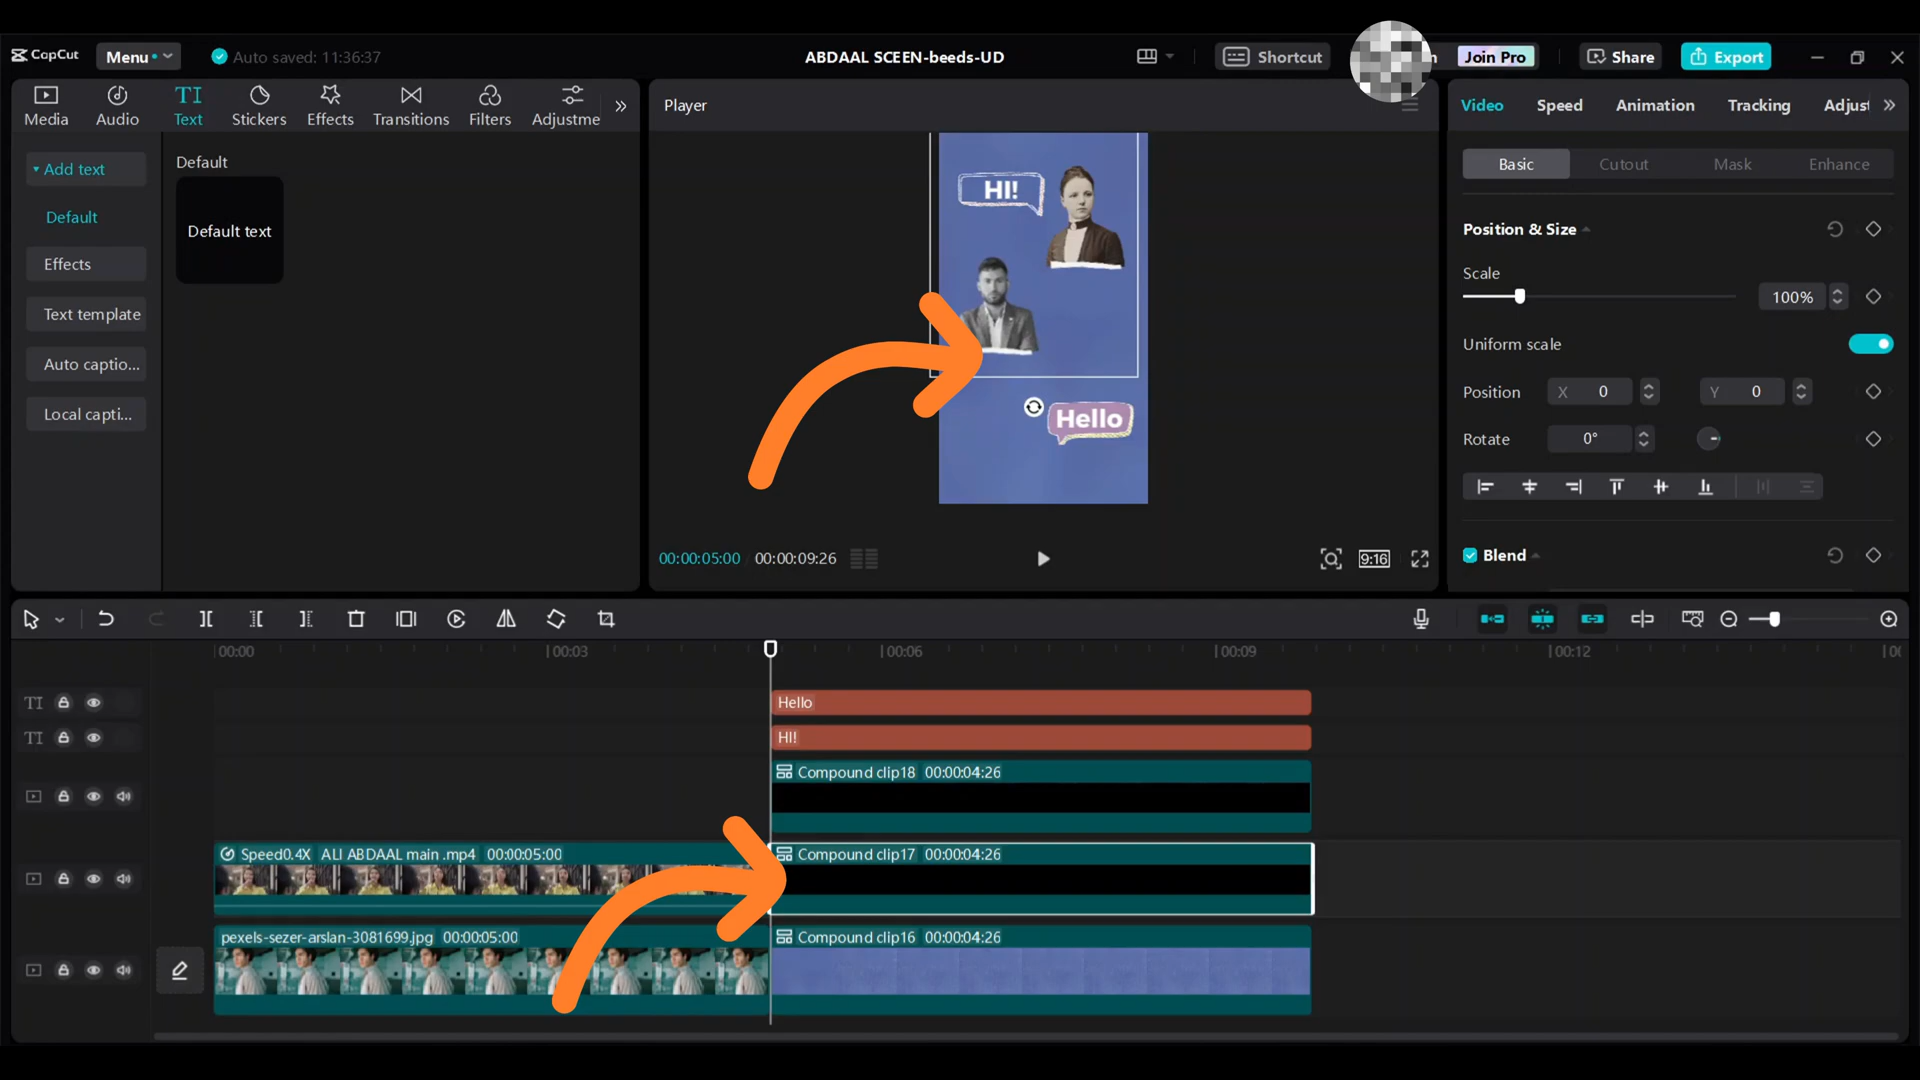 CapCut
Menu
Auto saved: 11:36:37
ABDAAL SCEEN-beeds-UD
Shortcut
Join Pro
Share
Export
Media
Audio
TI
Text
Stickers
Effects
Transitions
Filters
Adjustme
Add text
Default
Effects
Text template
Auto captio...
Local capti...
Default
Default text
Player
HI!
Hello
00:00:05:00 / 00:00:09:26
9:16
Video
Speed
Animation
Tracking
Adjust
Basic
Cutout
Mask
Enhance
Position & Size
Scale
100%
Uniform scale
Position
X 0
Y 0
Rotate
0°
Blend
00:00
00:03
00:06
00:09
00:12
TI
Hello
TI
HI!
Compound clip18 00:00:04:26
Speed0.4X ALI ABDAAL main .mp4 00:00:05:00
Compound clip17 00:00:04:26
pexels-sezer-arslan-3081699.jpg 00:00:05:00
Compound clip16 00:00:04:26